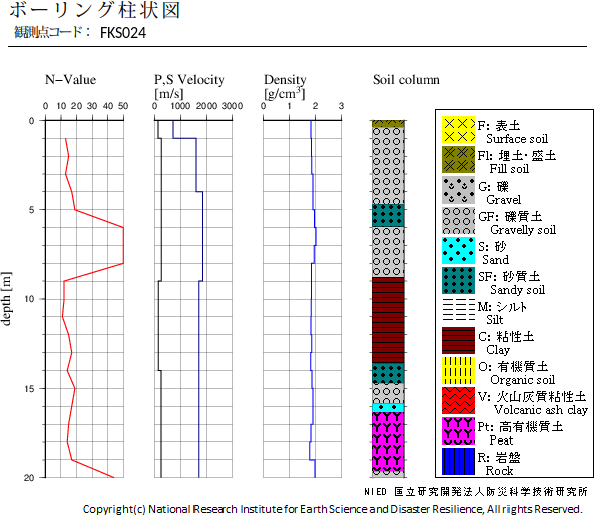 ボーリング柱状図
観測点コード： FKS024
N−Value P,S Velocity Density Soil column
[m/s] [g/cm³]
0 10 20 30 40 50 0 1000 2000 3000 0 1 2 3
0
5
10
15
20
depth [m]
F: 表土
Surface soil
Fl: 埋土・盛土
Fill soil
G: 礫
Gravel
GF: 礫質土
Gravelly soil
S: 砂
Sand
SF: 砂質土
Sandy soil
M: シルト
Silt
C: 粘性土
Clay
O: 有機質土
Organic soil
V: 火山灰質粘性土
Volcanic ash clay
Pt: 高有機質土
Peat
R: 岩盤
Rock
NIED 国立研究開発法人防災科学技術研究所
Copyright(c) National Research Institute for Earth Science and Disaster Resilience, All rights Reserved.